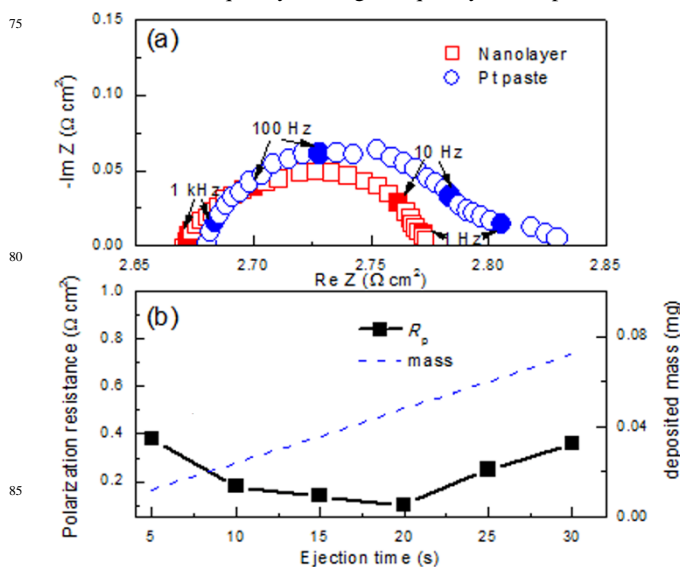 75
0.15
(a)
Nanolayer
Pt paste
0.10
-Im Z (Ω cm²)
100 Hz
10 Hz
0.05
1 kHz
1 Hz
0.00
80
2.65 2.70 2.75 2.80 2.85
Re Z (Ω cm²)
1.0
(b)
0.8
Rp
mass
0.08
Polarization resistance (Ω cm²)
0.6
deposited mass (mg)
0.4
0.04
85
0.2
0.00
5 10 15 20 25 30
Ejection time (s)